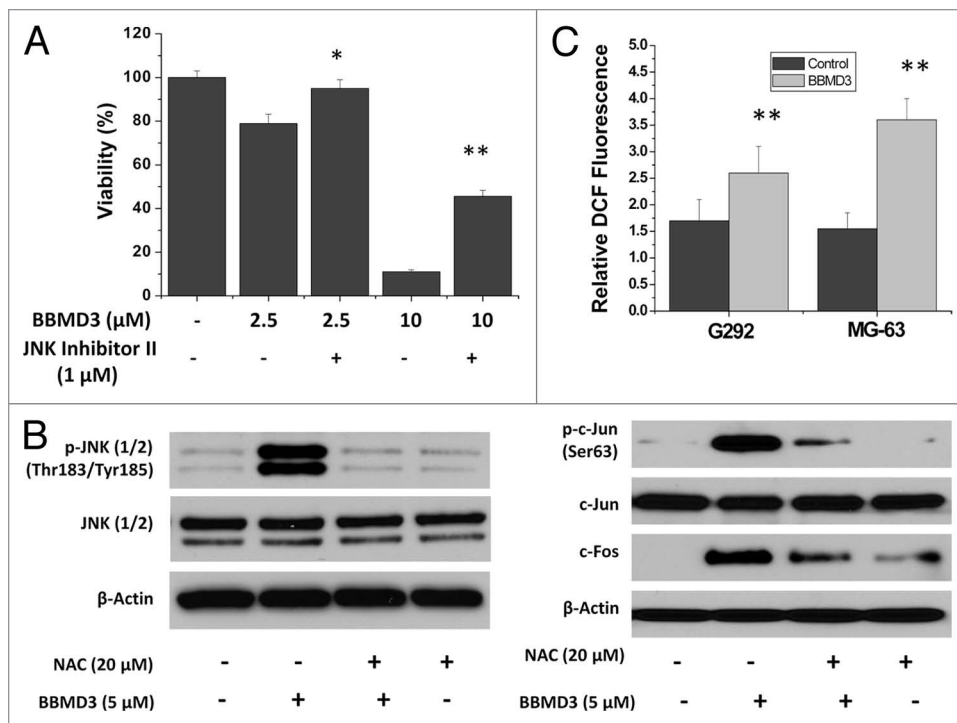 A
Viability (%)
120
100
80
60
40
20
0
*
**
BBMD3 (µM)
- 2.5 2.5 10 10
JNK Inhibitor II
(1 µM)
- - + - +
C
Relative DCF Fluorescence
5.0
4.5
4.0
3.5
3.0
2.5
2.0
1.5
1.0
0.5
0.0
Control
BBMD3
**
**
G292 MG-63
B
p-JNK (1/2)
(Thr183/Tyr185)
JNK (1/2)
β-Actin
NAC (20 µM) - - + +
BBMD3 (5 µM) - + + -
p-c-Jun
(Ser63)
c-Jun
c-Fos
β-Actin
NAC (20 µM) - - + +
BBMD3 (5 µM) - + + -